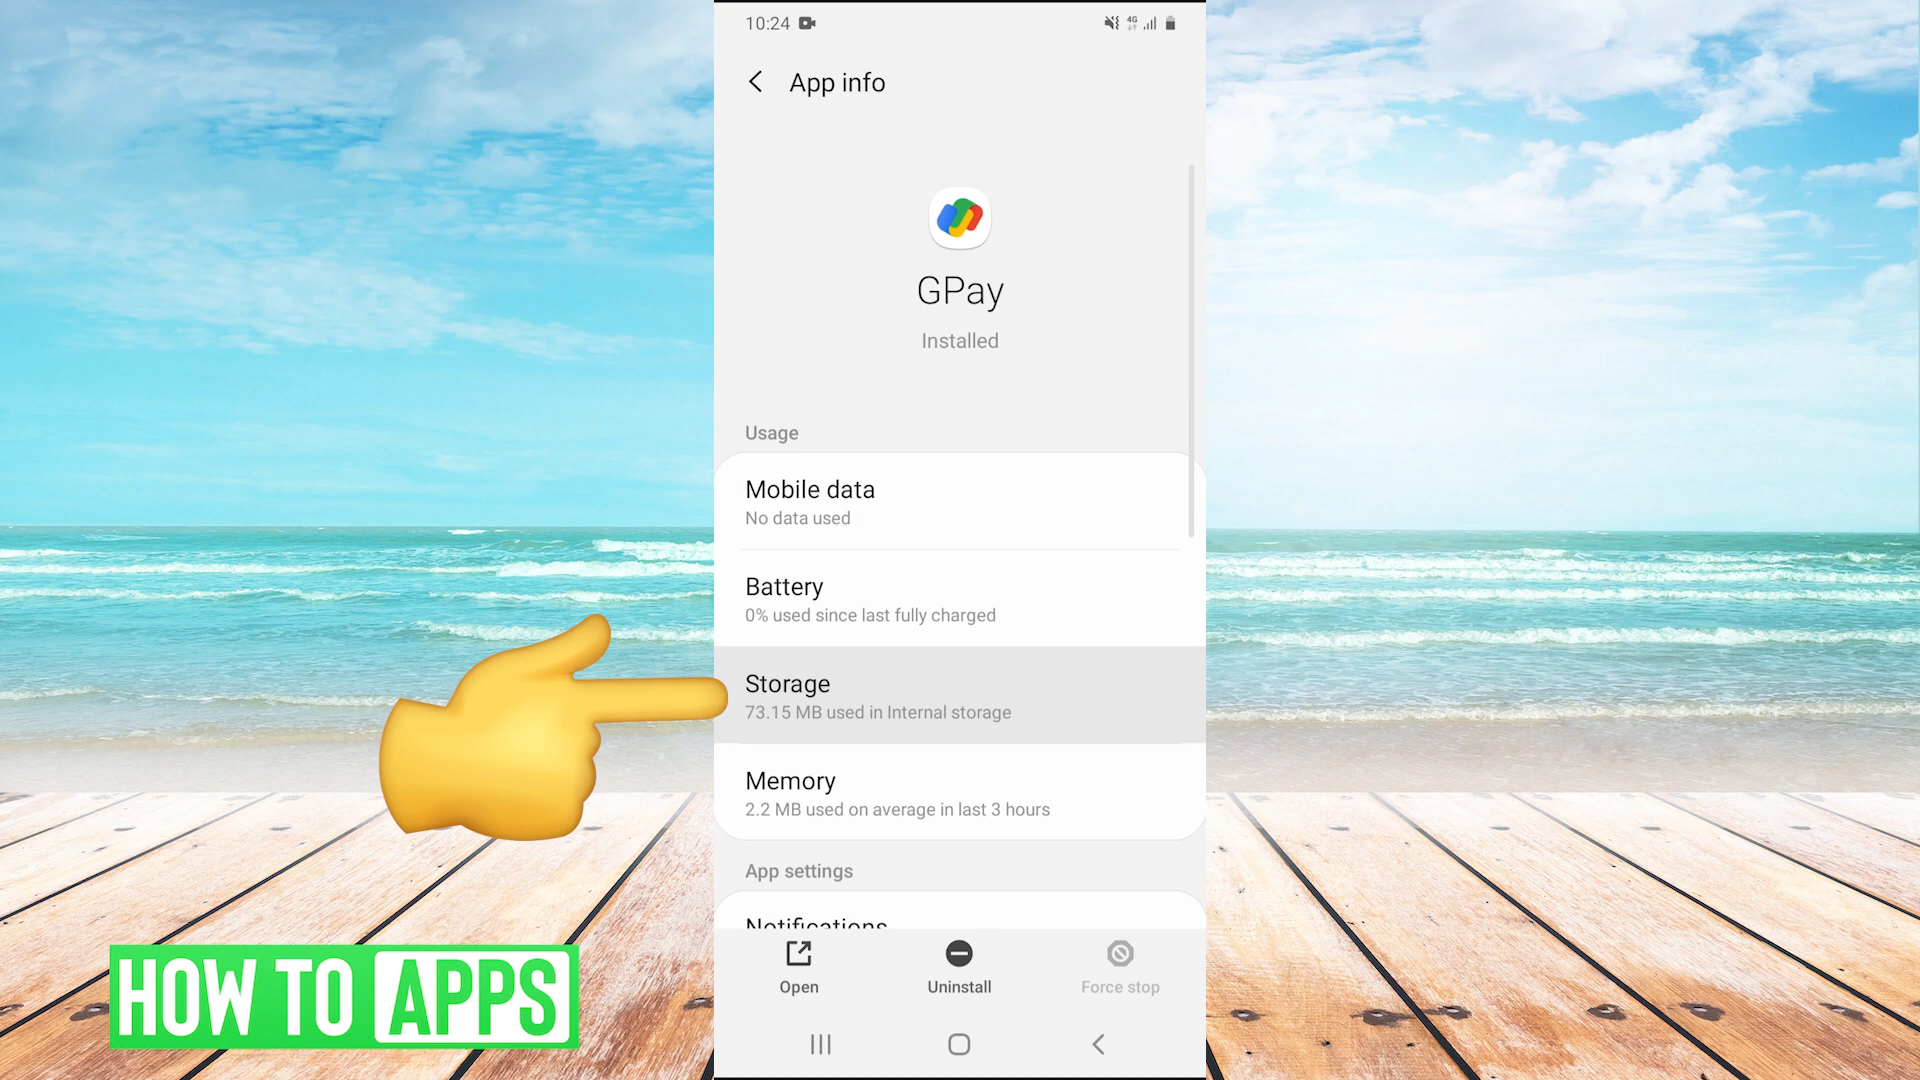 10:24
4G
App info
GPay
Installed
Usage
Mobile data
No data used
Battery
0% used since last fully charged
Storage
73.15 MB used in Internal storage
Memory
2.2 MB used on average in last 3 hours
App settings
Notifications
Open
Uninstall
Force stop
HOW TO APPS